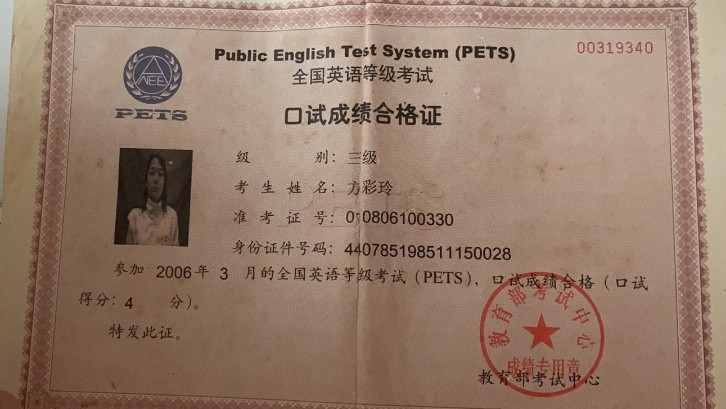 Public English Test System (PETS)
00319340
全国英语等级考试
NEEA
PETS
口试成绩合格证
级 别：三级
考 生 姓 名：方彩玲
准 考 证 号：010806100330
身份证件号码：440785198511150028
参加 2006 年 3 月的全国英语等级考试（PETS），口试成绩合格（口试
得分：4 分）。
特发此证。
教育部考试中心
成绩专用章
教育部考试中心